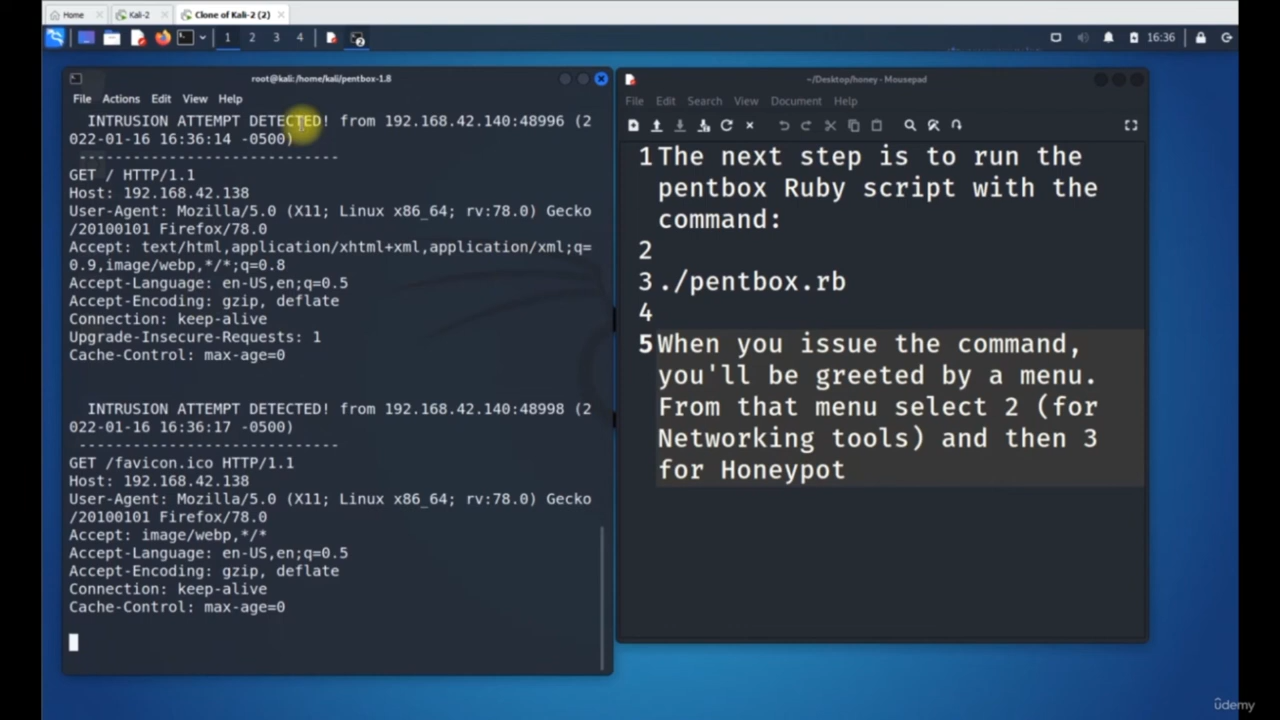 Home
Kali-2
Clone of Kali-2 (2)
1 2 3 4
16:36
root@kali: /home/kali/pentbox-1.8
File Actions Edit View Help
INTRUSION ATTEMPT DETECTED! from 192.168.42.140:48996 (2
022-01-16 16:36:14 -0500)
-----------------------------
GET / HTTP/1.1
Host: 192.168.42.138
User-Agent: Mozilla/5.0 (X11; Linux x86_64; rv:78.0) Gecko
/20100101 Firefox/78.0
Accept: text/html,application/xhtml+xml,application/xml;q=
0.9,image/webp,*/*;q=0.8
Accept-Language: en-US,en;q=0.5
Accept-Encoding: gzip, deflate
Connection: keep-alive
Upgrade-Insecure-Requests: 1
Cache-Control: max-age=0
INTRUSION ATTEMPT DETECTED! from 192.168.42.140:48998 (2
022-01-16 16:36:17 -0500)
-----------------------------
GET /favicon.ico HTTP/1.1
Host: 192.168.42.138
User-Agent: Mozilla/5.0 (X11; Linux x86_64; rv:78.0) Gecko
/20100101 Firefox/78.0
Accept: image/webp,*/*
Accept-Language: en-US,en;q=0.5
Accept-Encoding: gzip, deflate
Connection: keep-alive
Cache-Control: max-age=0
~/Desktop/honey - Mousepad
File Edit Search View Document Help
1 The next step is to run the
pentbox Ruby script with the
command:
2
3 ./pentbox.rb
4
5 When you issue the command,
you'll be greeted by a menu.
From that menu select 2 (for
Networking tools) and then 3
for Honeypot
ûdemy